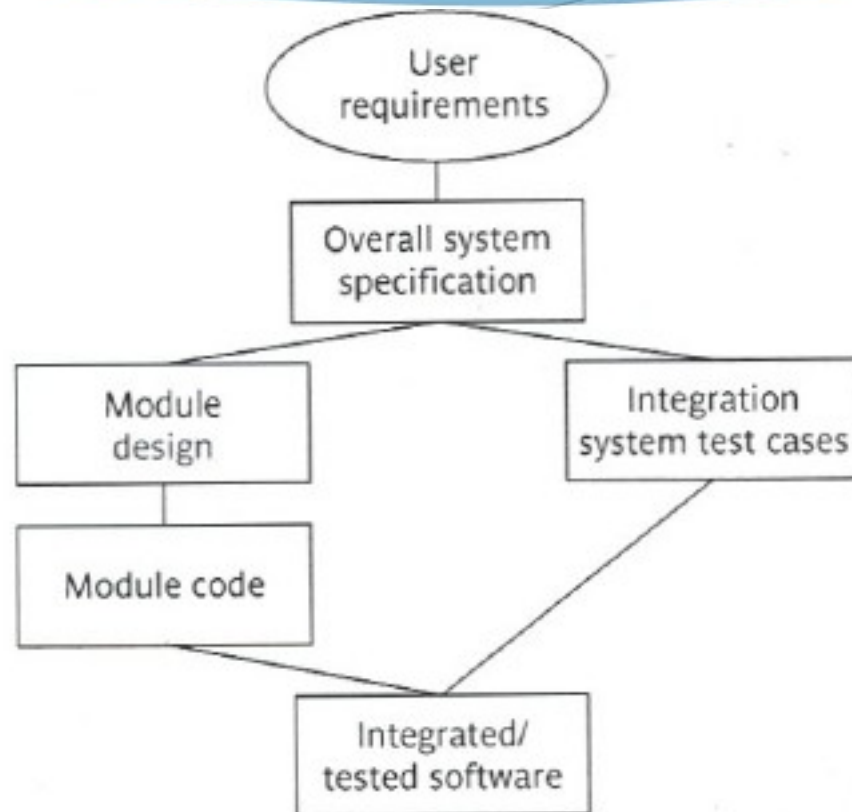 User
requirements
Overall system
specification
Module
design
Integration
system test cases
Module code
Integrated/
tested software